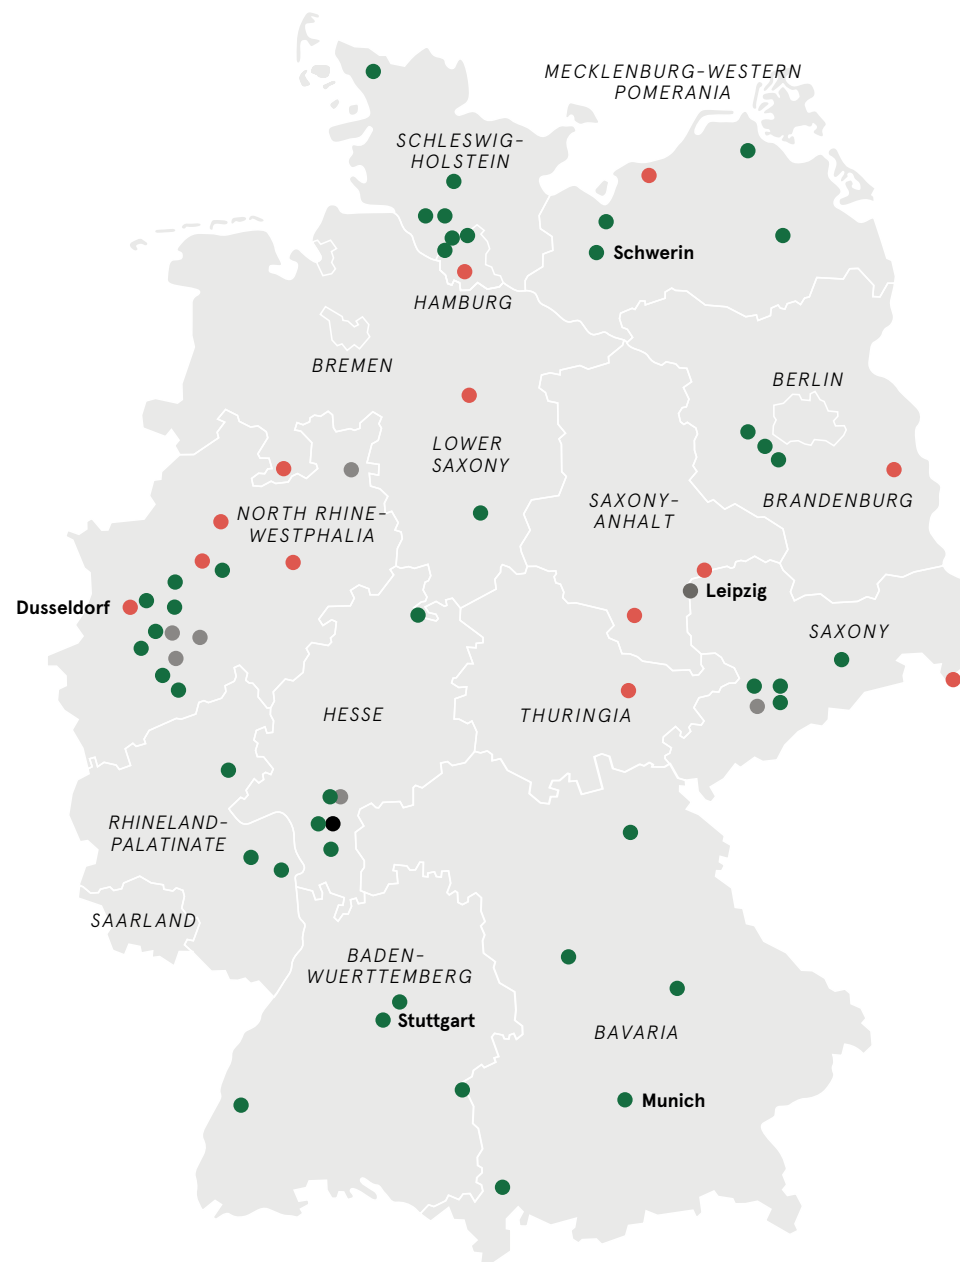 MECKLENBURG-WESTERN
POMERANIA
SCHLESWIG-
HOLSTEIN
Schwerin
HAMBURG
BREMEN
BERLIN
LOWER
SAXONY
SAXONY-
ANHALT
BRANDENBURG
NORTH RHINE-
WESTPHALIA
Dusseldorf
Leipzig
SAXONY
HESSE
THURINGIA
RHINELAND-
PALATINATE
SAARLAND
BADEN-
WUERTTEMBERG
Stuttgart
BAVARIA
Munich